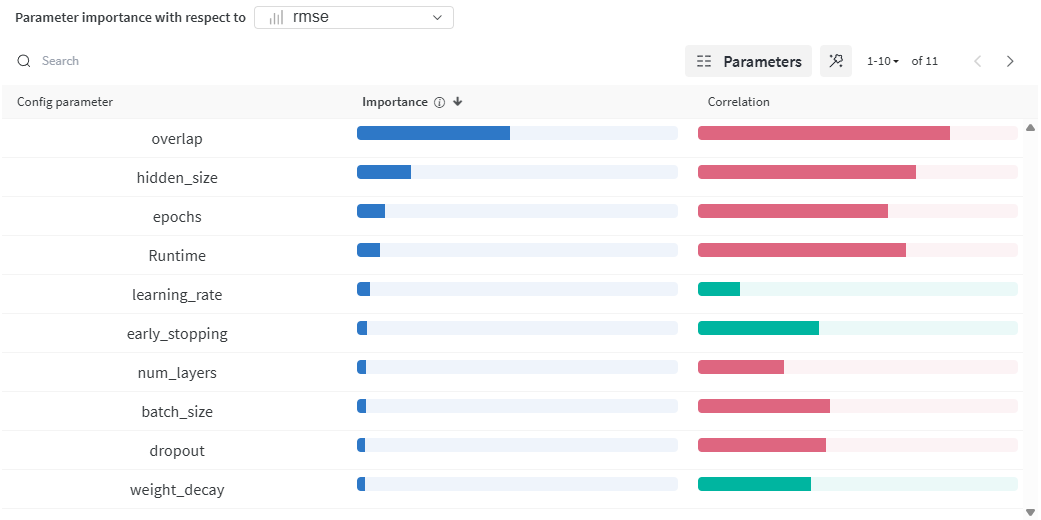 Parameter importance with respect to rmse
Search Parameters 1-10 of 11
Config parameter Importance Correlation
overlap
hidden_size
epochs
Runtime
learning_rate
early_stopping
num_layers
batch_size
dropout
weight_decay